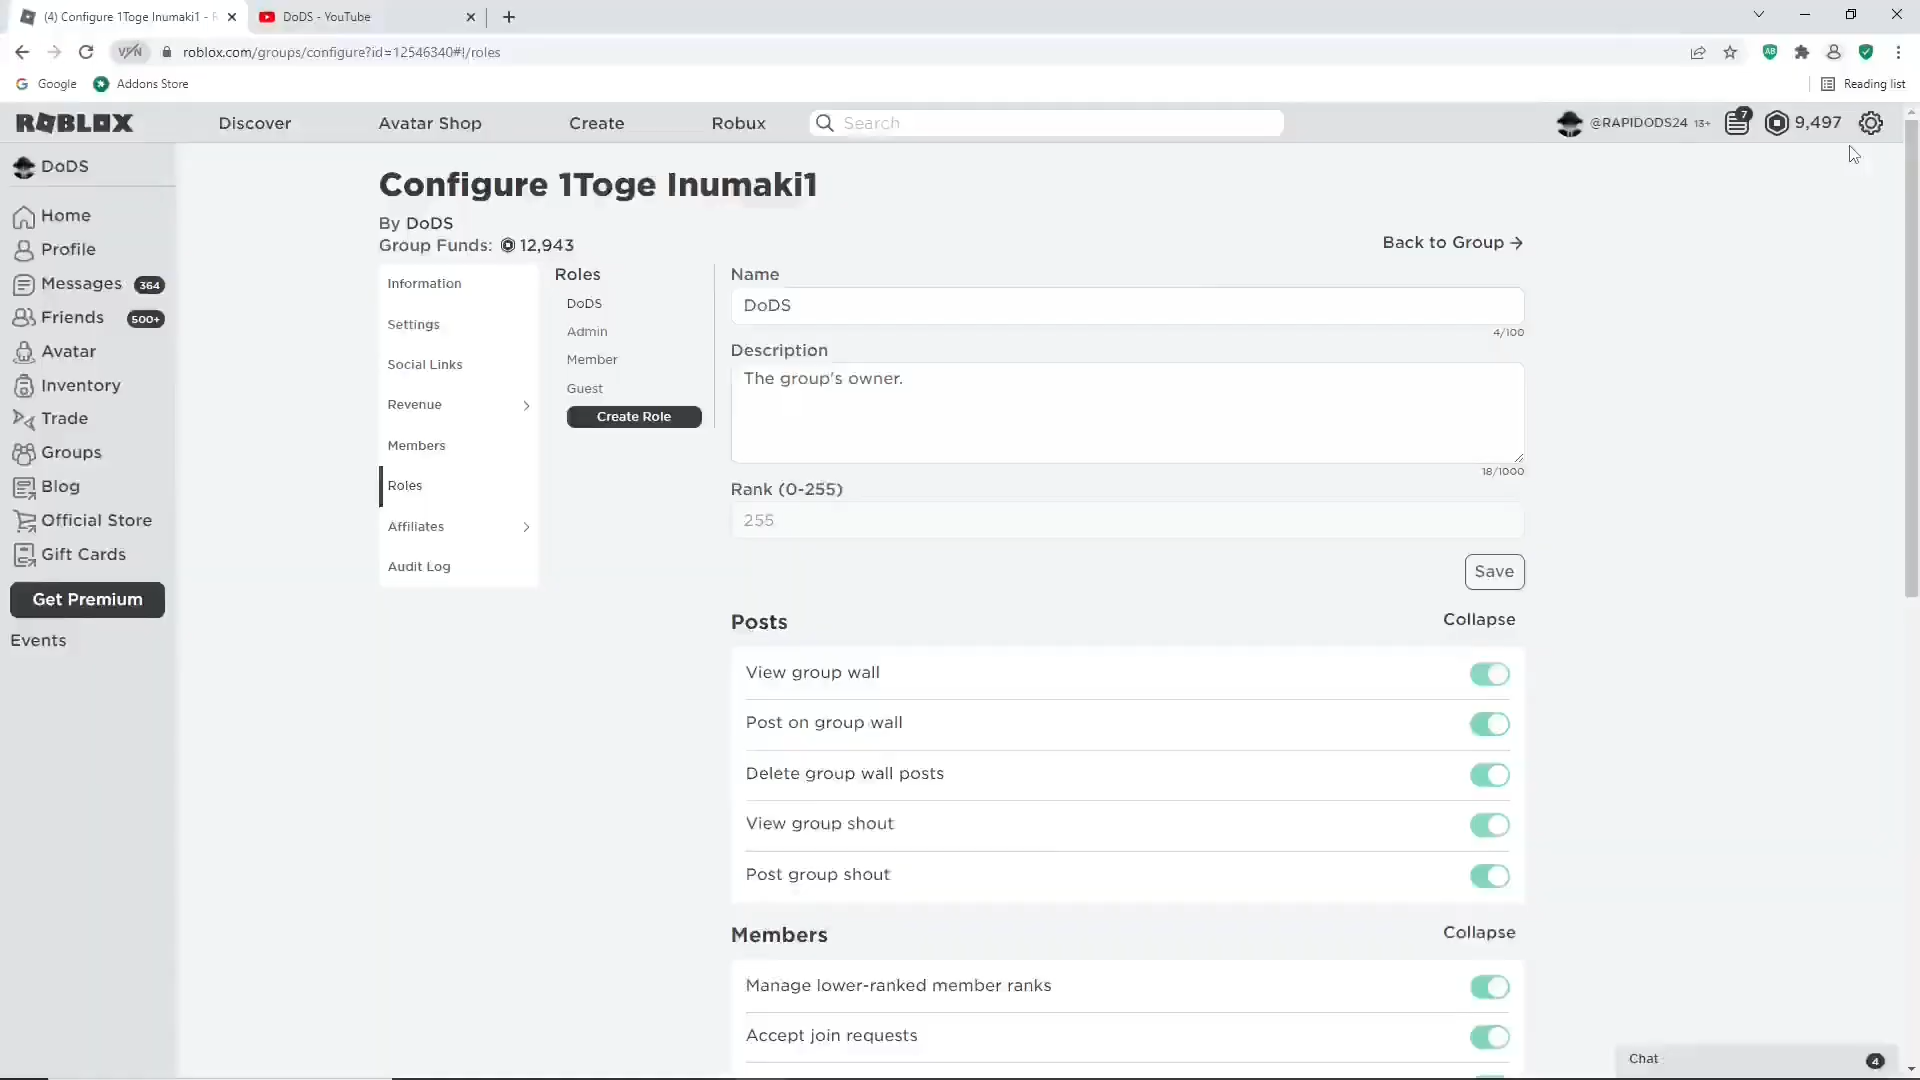 (4) Configure 1Toge Inumaki1 - R
DoDS - YouTube
VPN
roblox.com/groups/configure?id=12546340#!/roles
Google
Addons Store
Reading list
ROBLOX
Discover
Avatar Shop
Create
Robux
Search
@RAPIDODS24 13+
7
9,497
DoDS
Home
Profile
Messages 364
Friends 500+
Avatar
Inventory
Trade
Groups
Blog
Official Store
Gift Cards
Get Premium
Events
Configure 1Toge Inumaki1
By DoDS
Group Funds: 12,943
Back to Group →
Information
Settings
Social Links
Revenue
Members
Roles
Affiliates
Audit Log
Roles
DoDS
Admin
Member
Guest
Create Role
Name
DoDS
4/100
Description
The group's owner.
18/1000
Rank (0-255)
255
Save
Posts
Collapse
View group wall
Post on group wall
Delete group wall posts
View group shout
Post group shout
Members
Collapse
Manage lower-ranked member ranks
Accept join requests
Chat
4